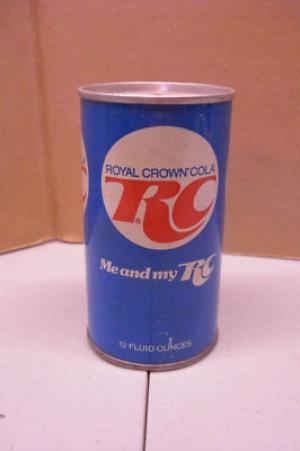 ROYAL CROWN COLA
RC
Me and my RC
12 FLUID OUNCES